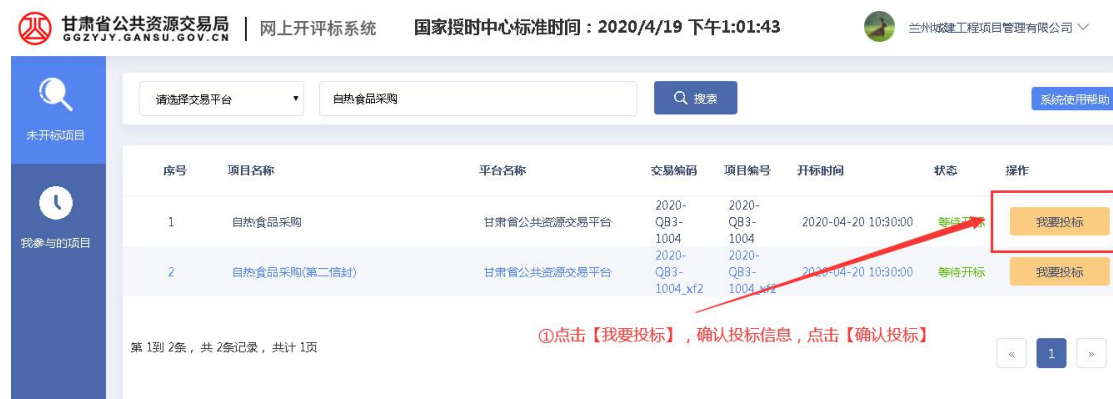 甘肃省公共资源交易局
GGZYJY.GANSU.GOV.CN
网上开评标系统
国家授时中心标准时间：2020/4/19 下午1:01:43
兰州城建工程项目管理有限公司
未开标项目
我参与的项目
请选择交易平台
自热食品采购
搜索
系统使用帮助
序号 项目名称 平台名称 交易编码 项目编号 开标时间 状态 操作
1 自热食品采购 甘肃省公共资源交易平台 2020-QB3-1004 2020-QB3-1004 2020-04-20 10:30:00 等待开标 我要投标
2 自热食品采购(第二信封) 甘肃省公共资源交易平台 2020-QB3-1004_xf2 2020-QB3-1004_xf2 2020-04-20 10:30:00 等待开标 我要投标
①点击【我要投标】，确认投标信息，点击【确认投标】
第 1到 2条，共 2条记录，共计 1页
« 1 »